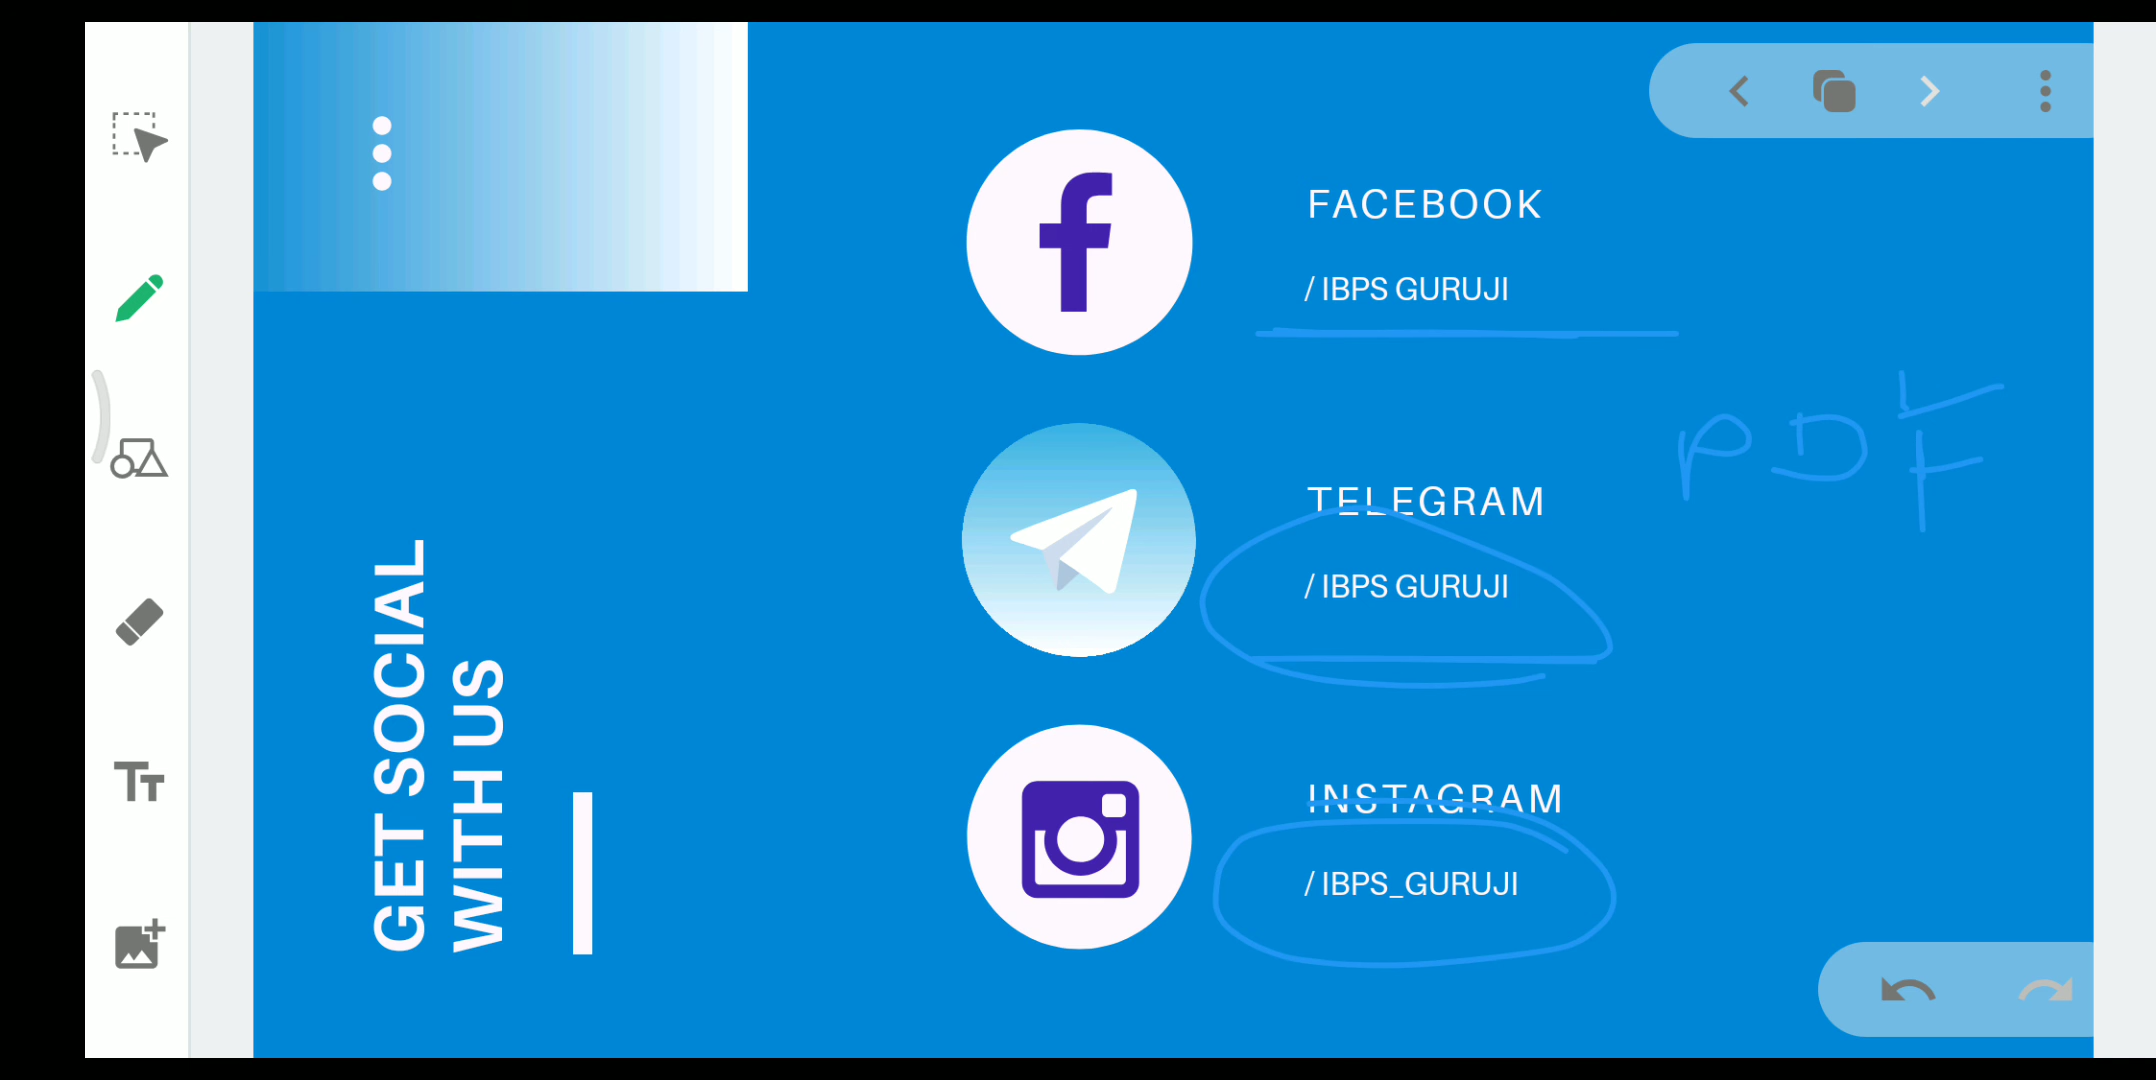 GET SOCIAL
WITH US
FACEBOOK
/ IBPS GURUJI
TELEGRAM
/ IBPS GURUJI
PDF
INSTAGRAM
/ IBPS_GURUJI